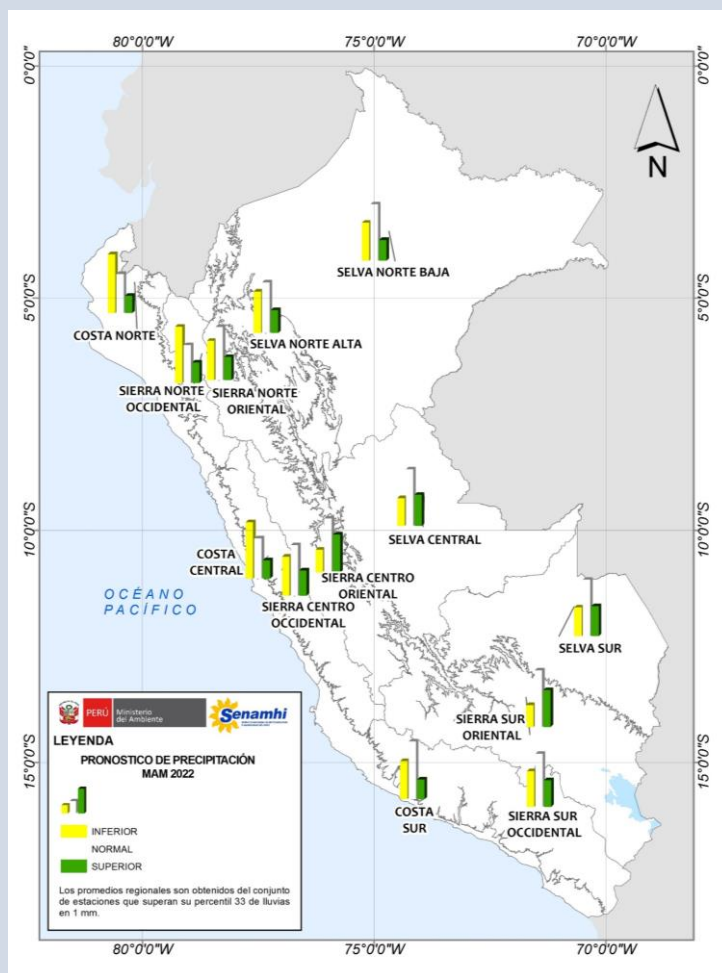 80°0'0"W
75°0'0"W
70°0'0"W
0°0'0"
0°0'0"
N
SELVA NORTE BAJA
5°0'0"S
5°0'0"S
COSTA NORTE
SELVA NORTE ALTA
SIERRA NORTE
OCCIDENTAL
SIERRA NORTE
ORIENTAL
10°0'0"S
10°0'0"S
SELVA CENTRAL
COSTA
CENTRAL
SIERRA CENTRO
ORIENTAL
SIERRA CENTRO
OCCIDENTAL
OCÉANO
PACÍFICO
SELVA SUR
SIERRA SUR
ORIENTAL
15°0'0"S
15°0'0"S
COSTA
SUR
SIERRA SUR
OCCIDENTAL
PERÚ
Ministerio
del Ambiente
Senamhi
LEYENDA
PRONOSTICO DE PRECIPITACIÓN
MAM 2022
INFERIOR
NORMAL
SUPERIOR
Los promedios regionales son obtenidos del conjunto
de estaciones que superan su percentil 33 de lluvias
en 1 mm.
80°0'0"W
75°0'0"W
70°0'0"W